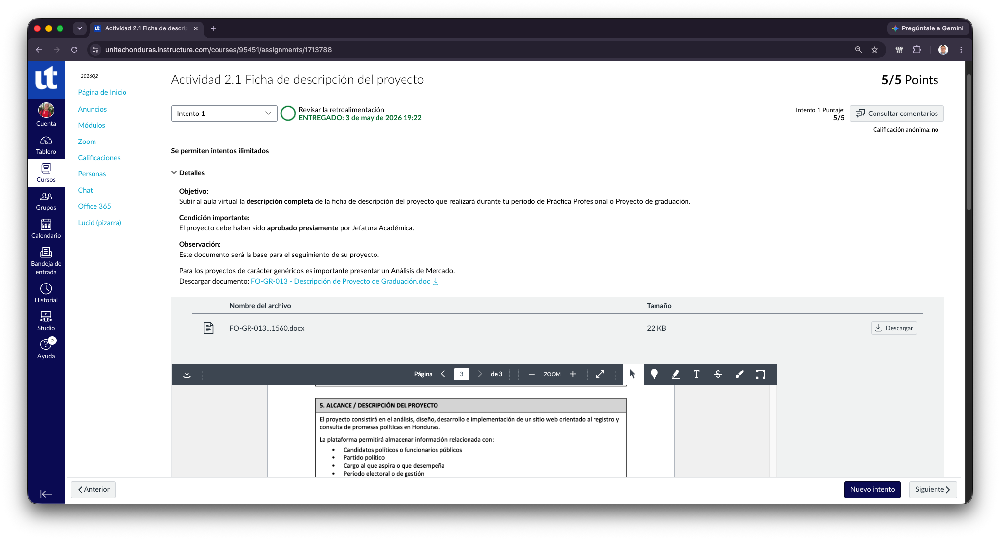 Actividad 2.1 Ficha de descrip
Pregúntale a Gemini
unitechonduras.instructure.com/courses/95451/assignments/1713788
ut
Cuenta
Tablero
Cursos
Grupos
Calendario
Bandeja de
entrada
Historial
Studio
2
Ayuda
2026Q2
Página de Inicio
Anuncios
Módulos
Zoom
Calificaciones
Personas
Chat
Office 365
Lucid (pizarra)
Actividad 2.1 Ficha de descripción del proyecto
5/5 Points
Intento 1
Revisar la retroalimentación
ENTREGADO: 3 de may de 2026 19:22
Intento 1 Puntaje:
5/5
Consultar comentarios
Calificación anónima: no
Se permiten intentos ilimitados
Detalles
Objetivo:
Subir al aula virtual la descripción completa de la ficha de descripción del proyecto que realizará durante tu periodo de Práctica Profesional o Proyecto de graduación.
Condición importante:
El proyecto debe haber sido aprobado previamente por Jefatura Académica.
Observación:
Este documento será la base para el seguimiento de su proyecto.
Para los proyectos de carácter genéricos es importante presentar un Análisis de Mercado.
Descargar documento: FO-GR-013 - Descripción de Proyecto de Graduación.doc
Nombre del archivo Tamaño
FO-GR-013...1560.docx 22 KB Descargar
Página 3 de 3 ZOOM
5. ALCANCE / DESCRIPCIÓN DEL PROYECTO
El proyecto consistirá en el análisis, diseño, desarrollo e implementación de un sitio web orientado al registro y
consulta de promesas políticas en Honduras.
La plataforma permitirá almacenar información relacionada con:
• Candidatos políticos o funcionarios públicos
• Partido político
• Cargo al que aspira o que desempeña
• Período electoral o de gestión
Anterior
Nuevo intento
Siguiente